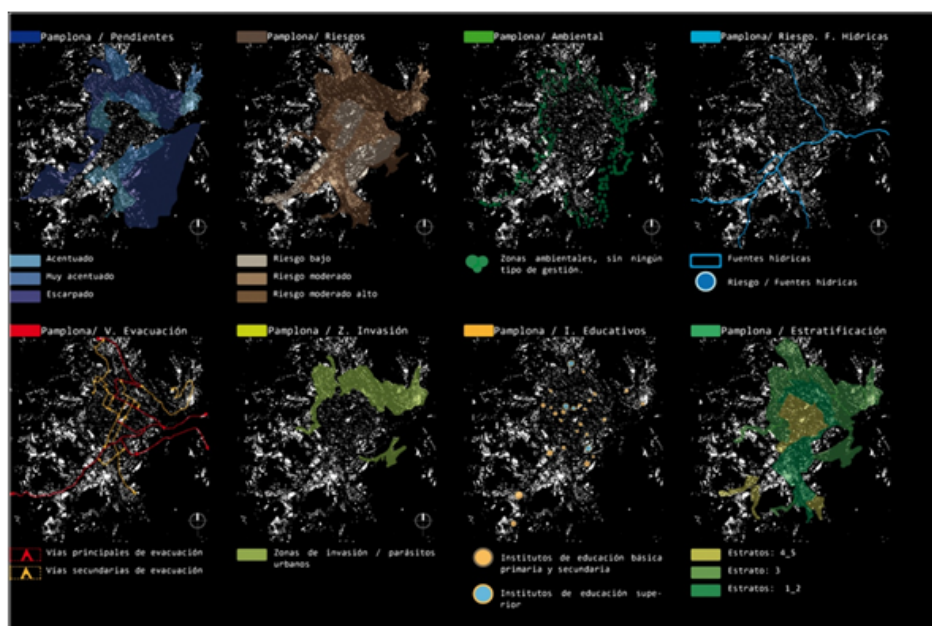 Pamplona / Pendientes
Pamplona/ Riesgos
Pamplona/ Ambiental
Pamplona/ Riesgo. F. Hidricas
Acentuado
Muy acentuado
Escarpado
Riesgo bajo
Riesgo moderado
Riesgo moderado alto
Zonas ambientales, sin ningún
tipo de gestión.
Fuentes hidricas
Riesgo / Fuentes hidricas
Pamplona/ V. Evacuación
Pamplona / Z. Invasión
Pamplona / I. Educativos
Pamplona / Estratificación
Vias principales de evacuación
Vias secundarias de evacuación
Zonas de invasión / parásitos
urbanos
Institutos de educación básica
primaria y secundaria
Institutos de educación supe-
rior
Estratos: 4_5
Estrato: 3
Estratos: 1_2